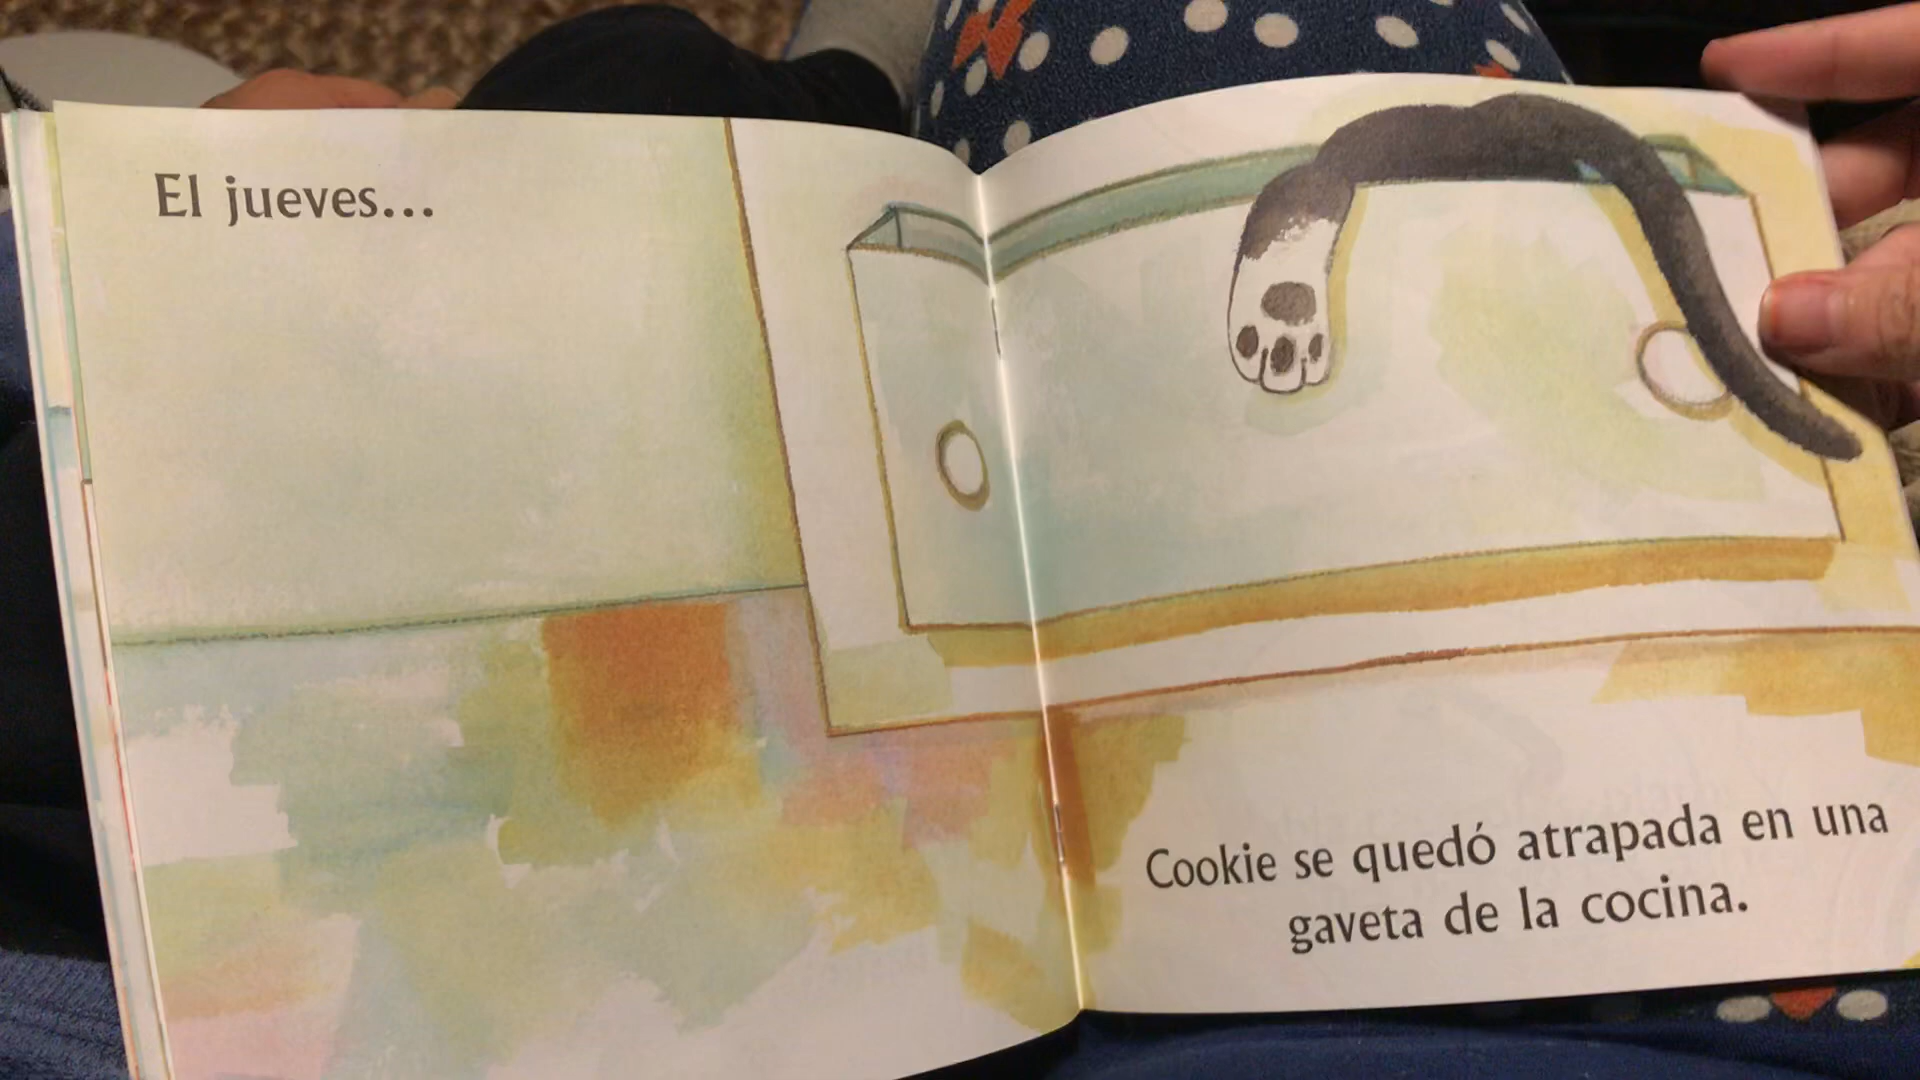 El jueves...
Cookie se quedó atrapada en una
gaveta de la cocina.